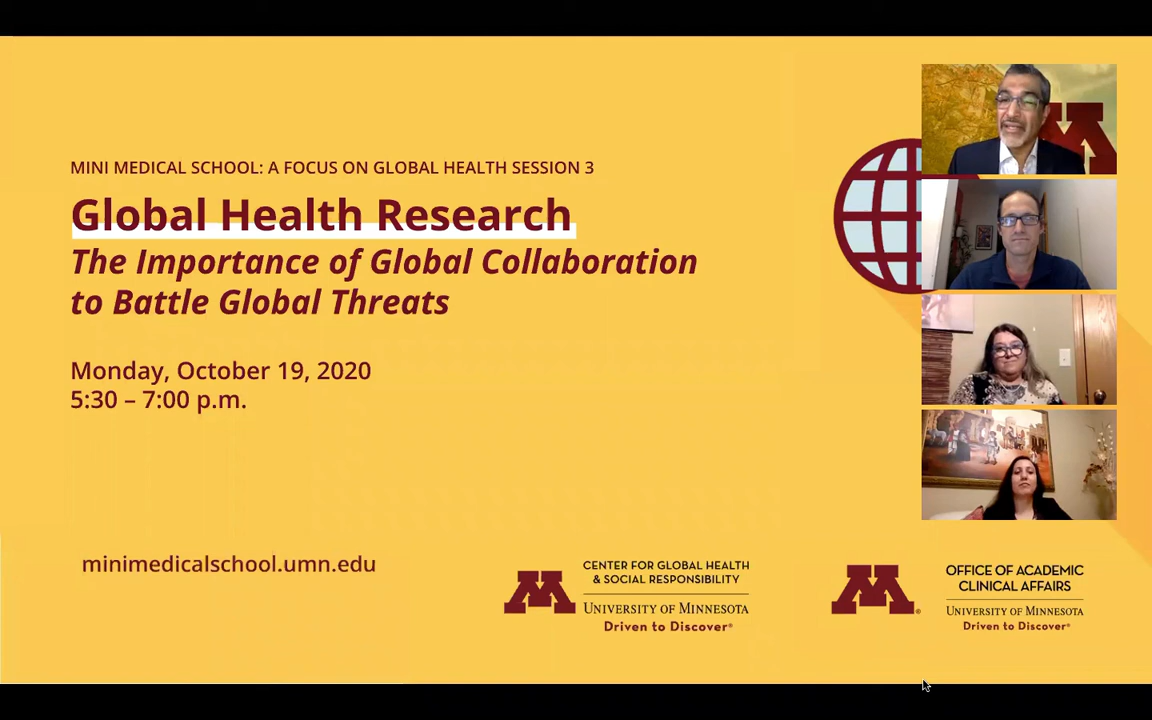 MINI MEDICAL SCHOOL: A FOCUS ON GLOBAL HEALTH SESSION 3
Global Health Research
The Importance of Global Collaboration
to Battle Global Threats
Monday, October 19, 2020
5:30 – 7:00 p.m.
minimedicalschool.umn.edu
M
CENTER FOR GLOBAL HEALTH
& SOCIAL RESPONSIBILITY
UNIVERSITY OF MINNESOTA
Driven to Discover®
M®
OFFICE OF ACADEMIC
CLINICAL AFFAIRS
UNIVERSITY OF MINNESOTA
Driven to Discover®
M